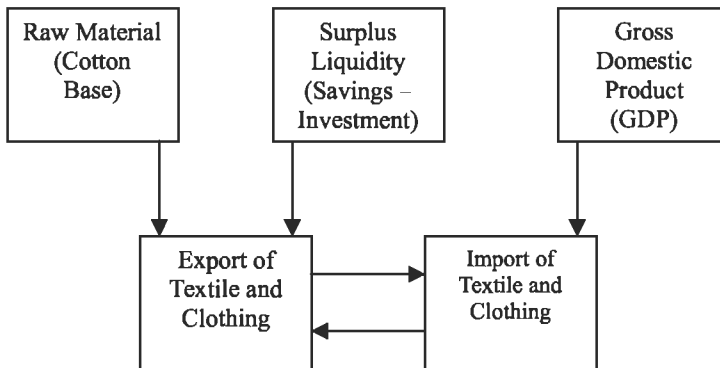 Raw Material
(Cotton
Base)
Surplus
Liquidity
(Savings –
Investment)
Gross
Domestic
Product
(GDP)
Export of
Textile and
Clothing
Import of
Textile and
Clothing